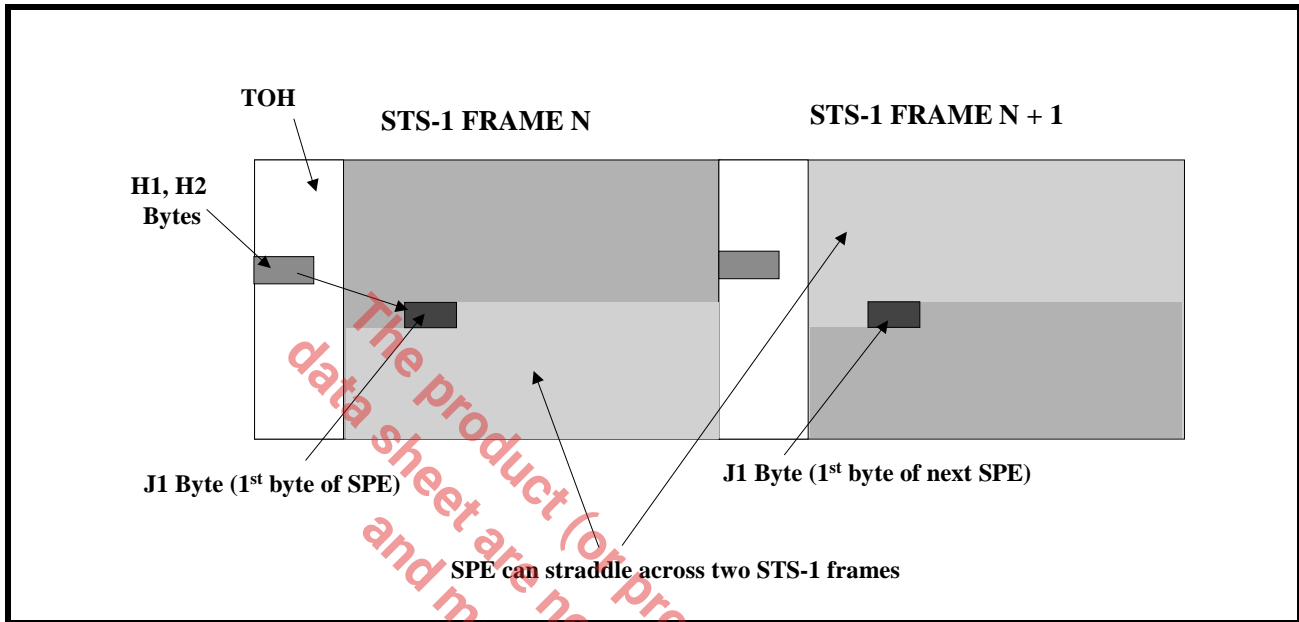 TOH
STS-1 FRAME N
STS-1 FRAME N + 1
H1, H2
Bytes
J1 Byte (1st byte of SPE)
J1 Byte (1st byte of next SPE)
SPE can straddle across two STS-1 frames
The product (or pro
data sheet are no
and m